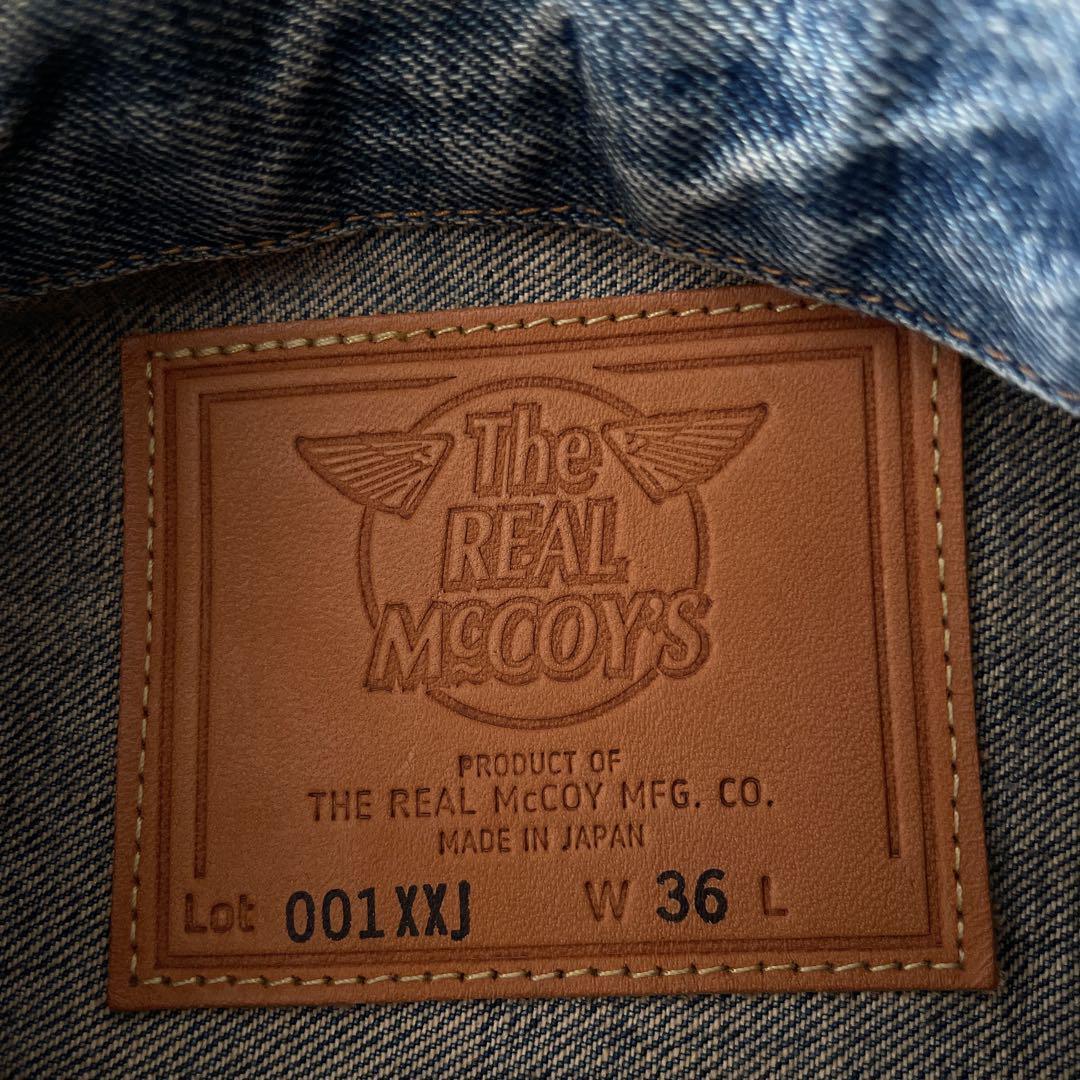 The
REAL
McCOY'S
PRODUCT OF
THE REAL McCOY MFG. CO.
MADE IN JAPAN
Lot 001XXJ W 36 L